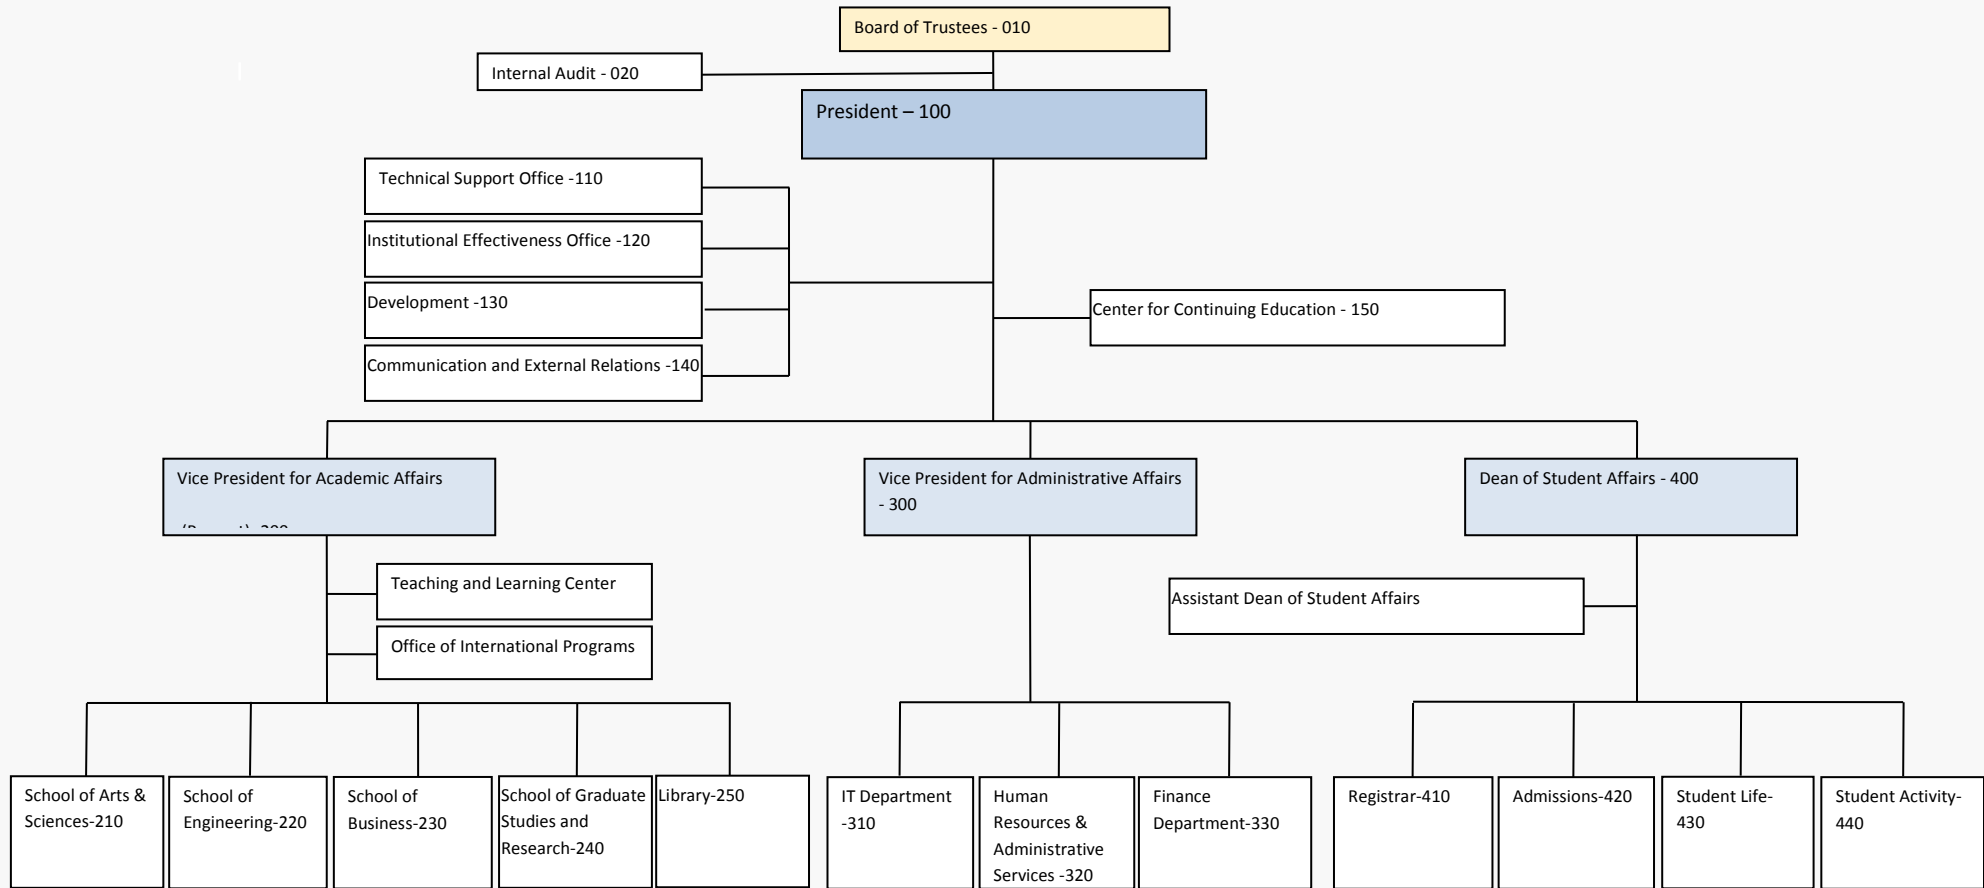 Board of Trustees - 010
Internal Audit - 020
President – 100
Technical Support Office -110
Institutional Effectiveness Office -120
Development -130
Communication and External Relations -140
Center for Continuing Education - 150
Vice President for Academic Affairs
Vice President for Administrative Affairs
- 300
Dean of Student Affairs - 400
Teaching and Learning Center
Office of International Programs
Assistant Dean of Student Affairs
School of Arts &
Sciences-210
School of
Engineering-220
School of
Business-230
School of Graduate
Studies and
Research-240
Library-250
IT Department
-310
Human
Resources &
Administrative
Services -320
Finance
Department-330
Registrar-410
Admissions-420
Student Life-
430
Student Activity-
440